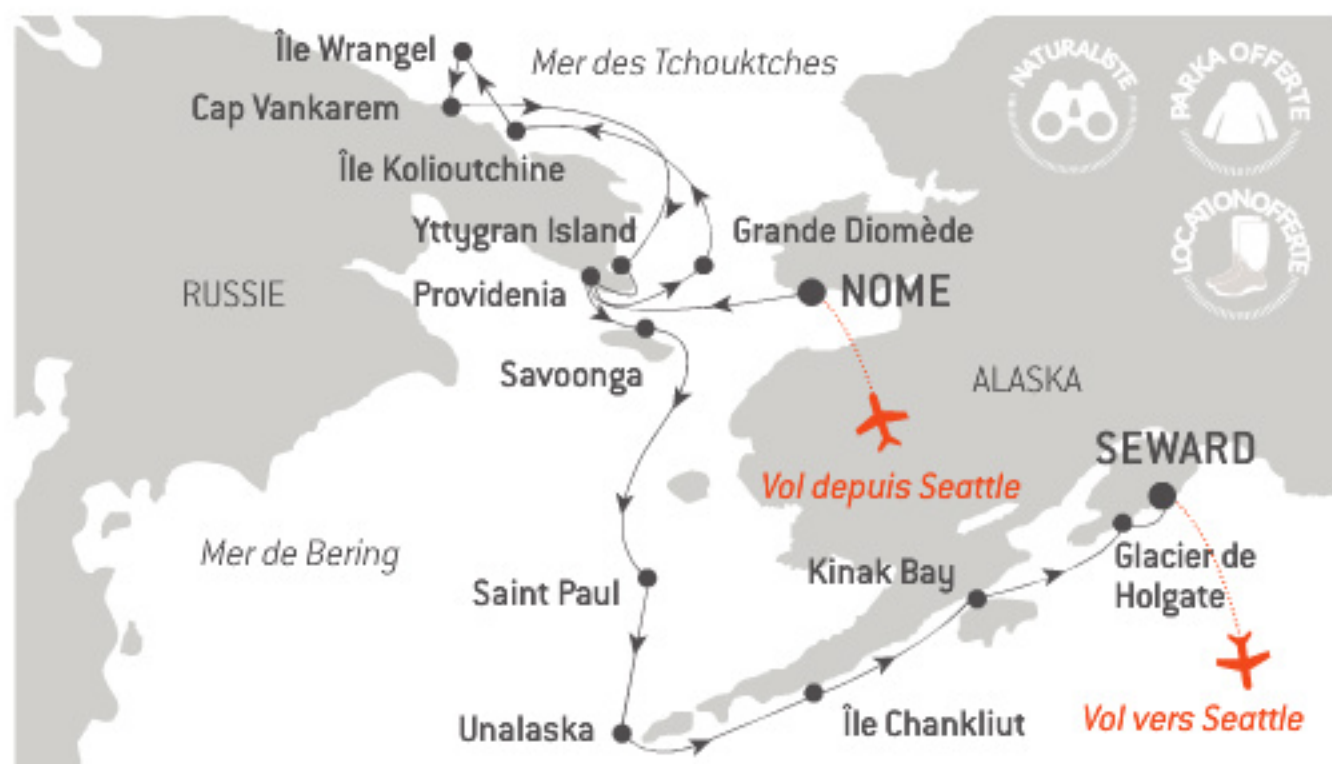 Île Wrangel
Mer des Tchouktches
NATURALISTE
PARKA OFFERTE
Cap Vankarem
Île Kolioutchine
LOCATION OFFERTE
Yttygran Island
Grande Diomède
RUSSIE
Providenia
NOME
Savoonga
ALASKA
SEWARD
Vol depuis Seattle
Mer de Bering
Kinak Bay
Glacier de
Holgate
Saint Paul
Unalaska
Île Chankliut
Vol vers Seattle